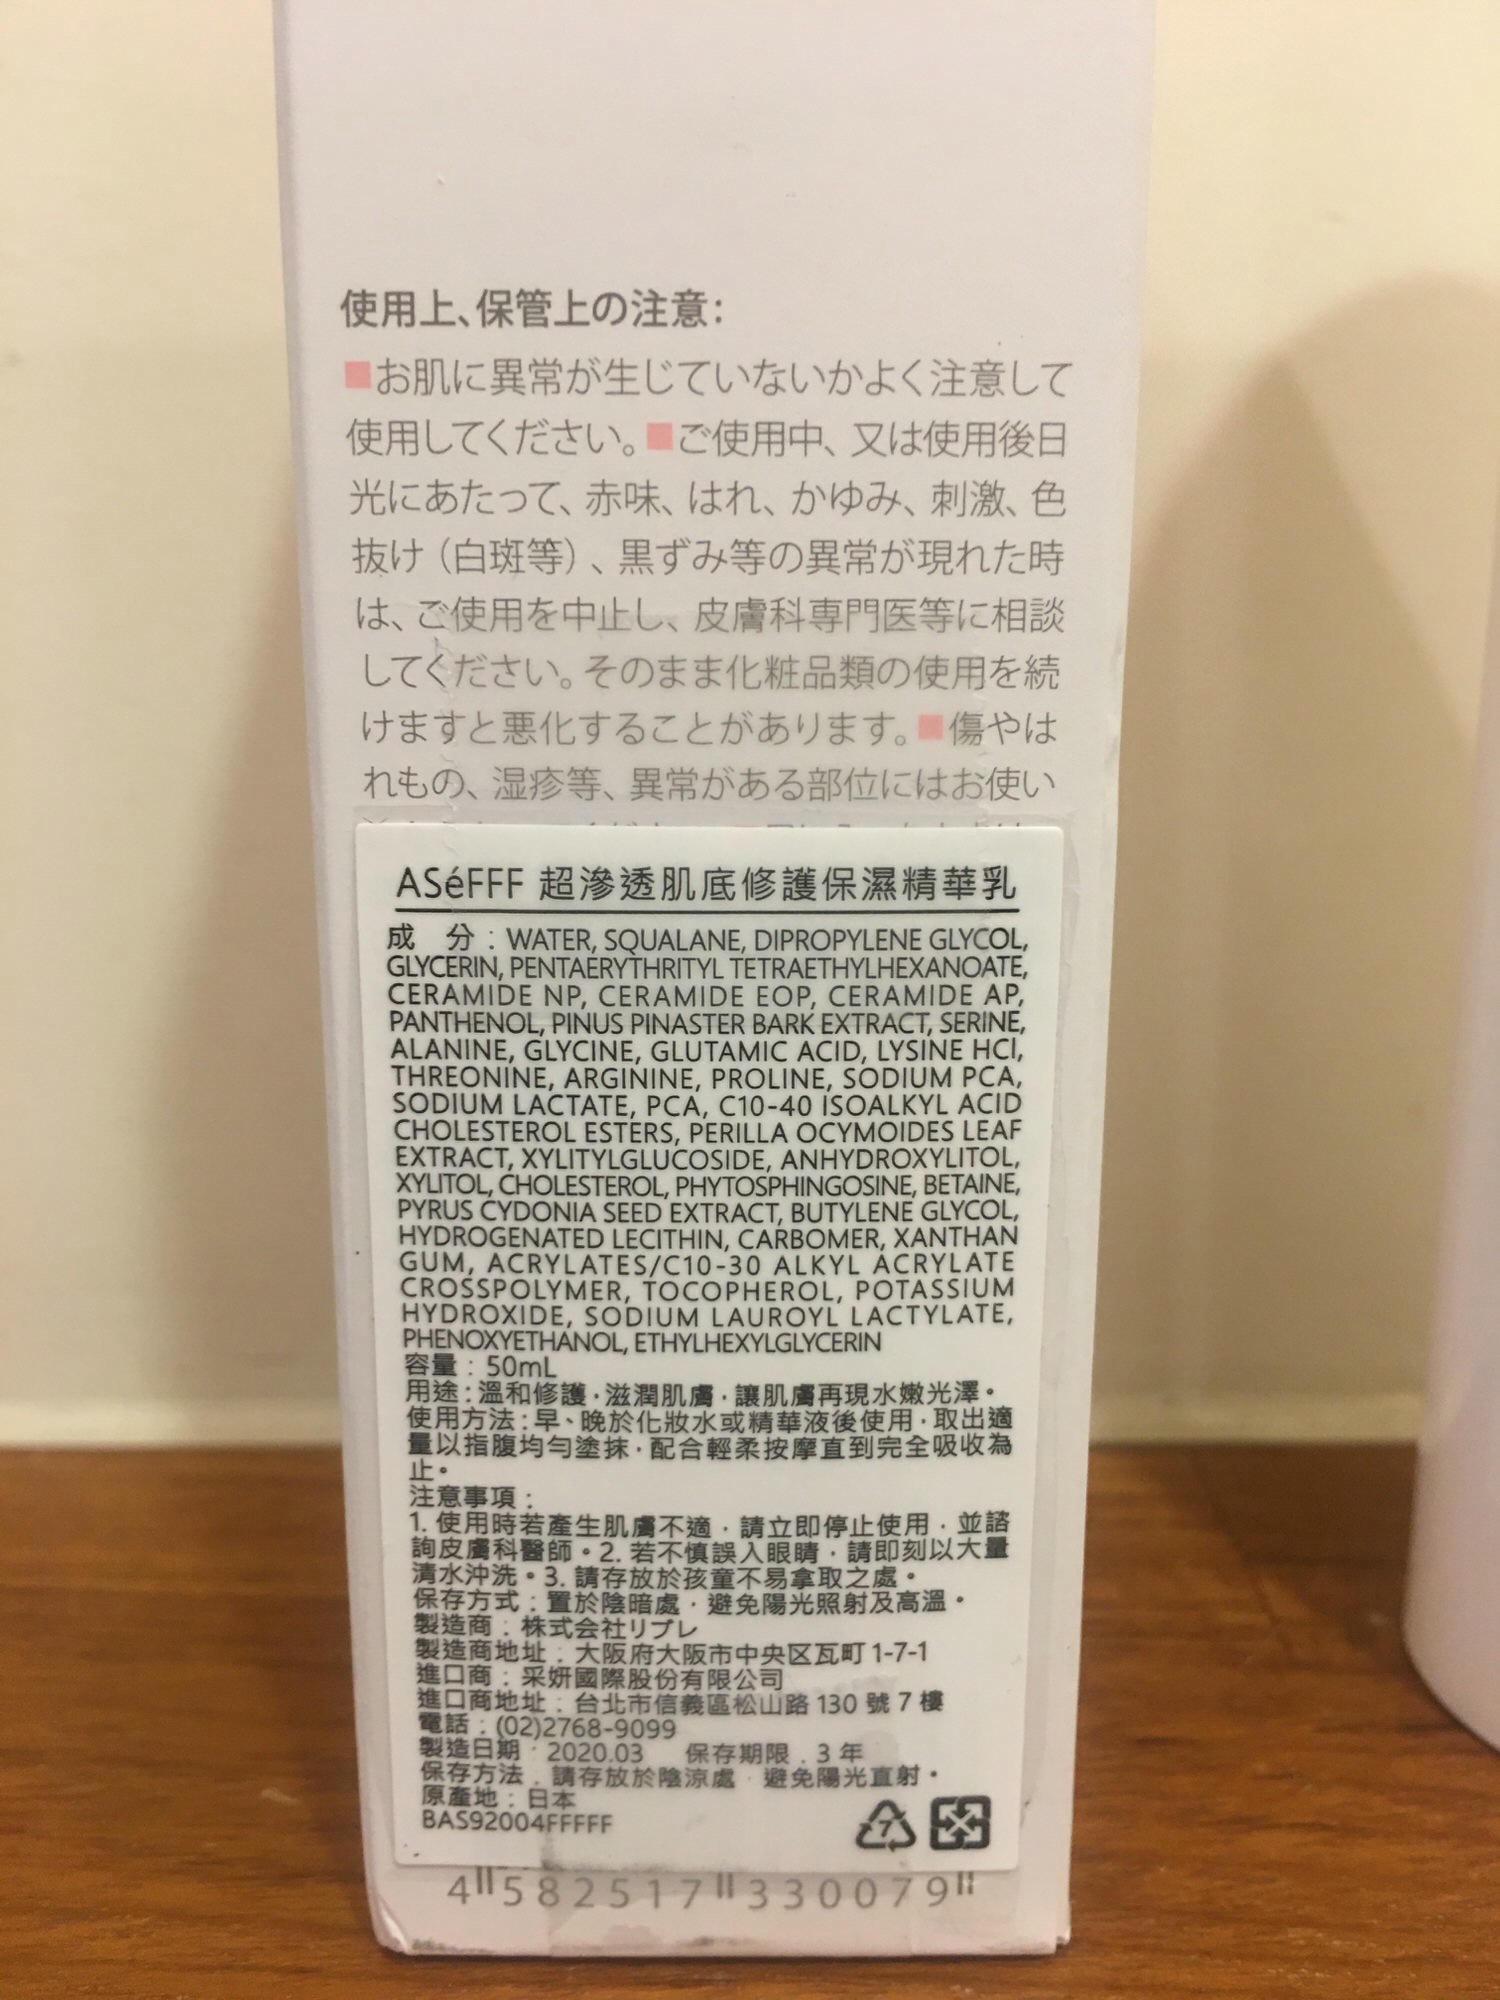 使用上、保管上の注意:
■お肌に異常が生じていないかよく注意して
使用してください。■ご使用中、又は使用後日
光にあたって、赤味、はれ、かゆみ、刺激、色
抜け（白斑等）、黒ずみ等の異常が現れた時
は、ご使用を中止し、皮膚科専門医等に相談
してください。そのまま化粧品類の使用を続
けますと悪化することがあります。■傷やは
れもの、湿疹等、異常がある部位にはお使い
ASéFFF 超滲透肌底修護保濕精華乳
成　分：WATER, SQUALANE, DIPROPYLENE GLYCOL,
GLYCERIN, PENTAERYTHRITYL TETRAETHYLHEXANOATE,
CERAMIDE NP, CERAMIDE EOP, CERAMIDE AP,
PANTHENOL, PINUS PINASTER BARK EXTRACT, SERINE,
ALANINE, GLYCINE, GLUTAMIC ACID, LYSINE HCl,
THREONINE, ARGININE, PROLINE, SODIUM PCA,
SODIUM LACTATE, PCA, C10-40 ISOALKYL ACID
CHOLESTEROL ESTERS, PERILLA OCYMOIDES LEAF
EXTRACT, XYLITYLGLUCOSIDE, ANHYDROXYLITOL,
XYLITOL, CHOLESTEROL, PHYTOSPHINGOSINE, BETAINE,
PYRUS CYDONIA SEED EXTRACT, BUTYLENE GLYCOL,
HYDROGENATED LECITHIN, CARBOMER, XANTHAN
GUM, ACRYLATES/C10-30 ALKYL ACRYLATE
CROSSPOLYMER, TOCOPHEROL, POTASSIUM
HYDROXIDE, SODIUM LAUROYL LACTYLATE,
PHENOXYETHANOL, ETHYLHEXYLGLYCERIN
容量：50mL
用途：溫和修護，滋潤肌膚，讓肌膚再現水嫩光澤。
使用方法：早、晚於化妝水或精華液後使用，取出適
量以指腹均勻塗抹，配合輕柔按摩直到完全吸收為
止。
注意事項：
1. 使用時若產生肌膚不適，請立即停止使用，並諮
詢皮膚科醫師。2. 若不慎誤入眼睛，請即刻以大量
清水沖洗。3. 請存放於孩童不易拿取之處。
保存方式：置於陰暗處，避免陽光照射及高溫。
製造商：株式会社リブレ
製造商地址：大阪府大阪市中央区瓦町 1-7-1
進口商：采妍國際股份有限公司
進口商地址：台北市信義區松山路 130 號 7 樓
電話：(02)2768-9099
製造日期：2020.03　保存期限：3 年
保存方法：請存放於陰涼處，避免陽光直射。
原產地：日本
BAS92004FFFFF
7
4 582517 330079